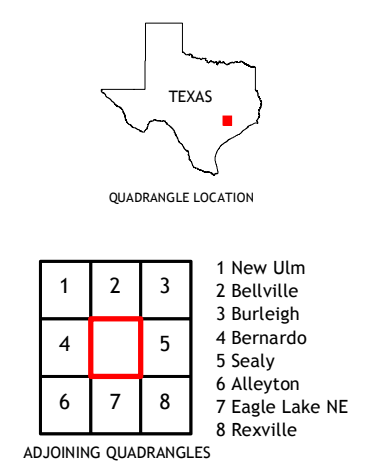 TEXAS
QUADRANGLE LOCATION
1 2 3
4 5
6 7 8
1 New Ulm
2 Bellville
3 Burleigh
4 Bernardo
5 Sealy
6 Alleyton
7 Eagle Lake NE
8 Rexville
ADJOINING QUADRANGLES